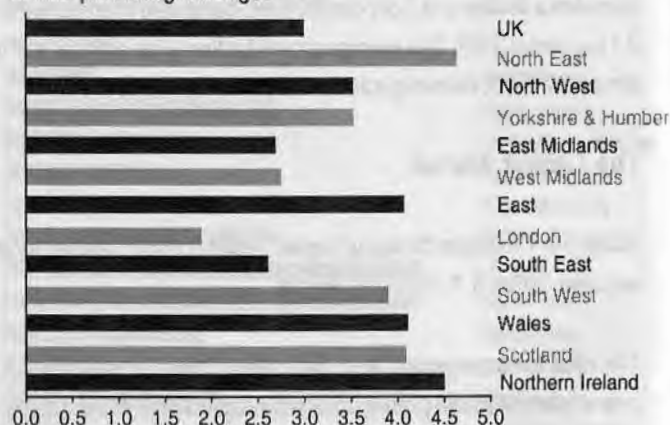 UK
North East
North West
Yorkshire & Humber
East Midlands
West Midlands
East
London
South East
South West
Wales
Scotland
Northern Ireland
0.0 0.5 1.0 1.5 2.0 2.5 3.0 3.5 4.0 4.5 5.0